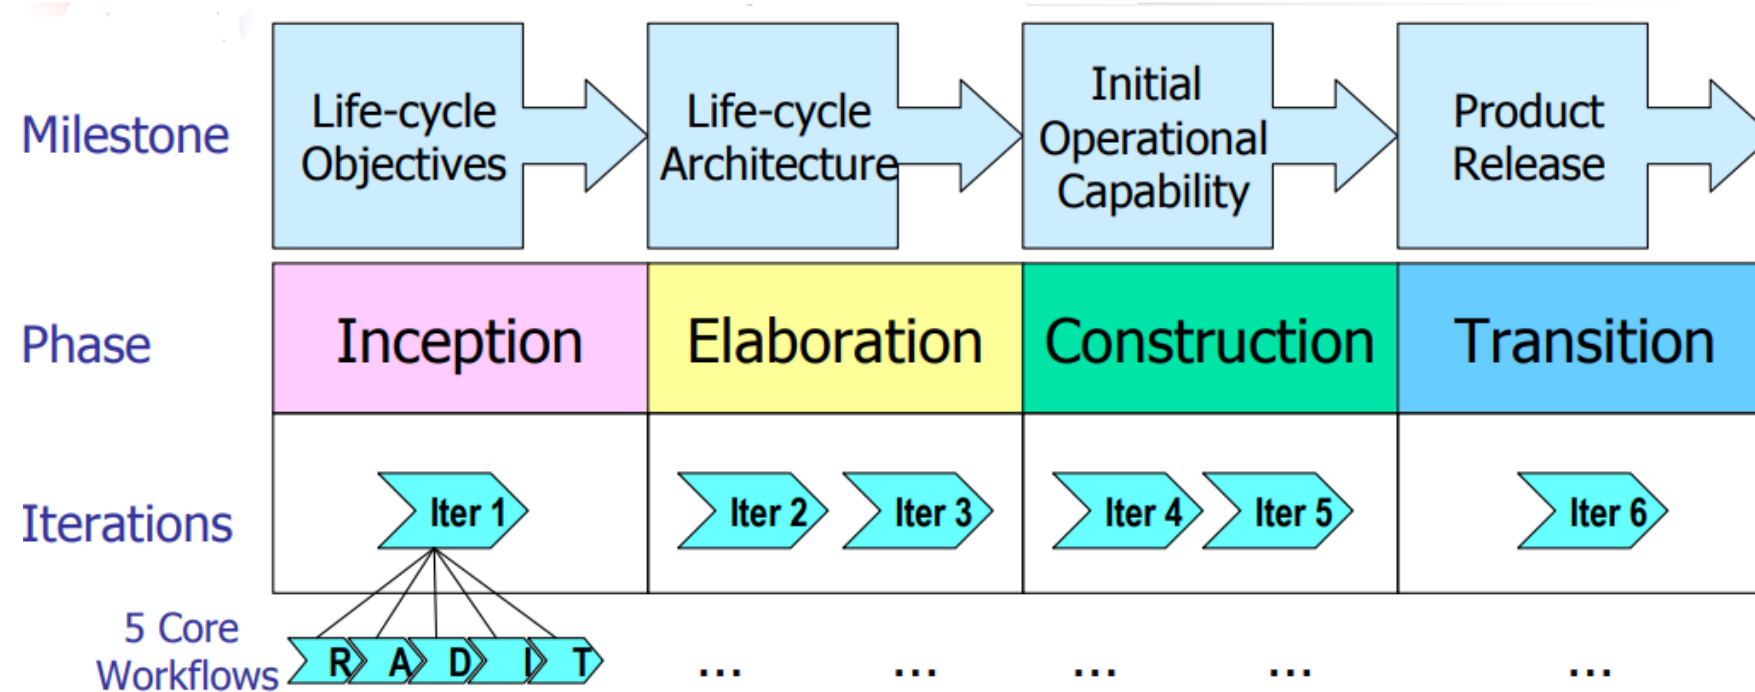 Milestone
Life-cycle
Objectives
Life-cycle
Architecture
Initial
Operational
Capability
Product
Release
Phase
Inception
Elaboration
Construction
Transition
Iterations
Iter 1
Iter 2
Iter 3
Iter 4
Iter 5
Iter 6
5 Core
Workflows
R A D I T
... ... ... ... ...